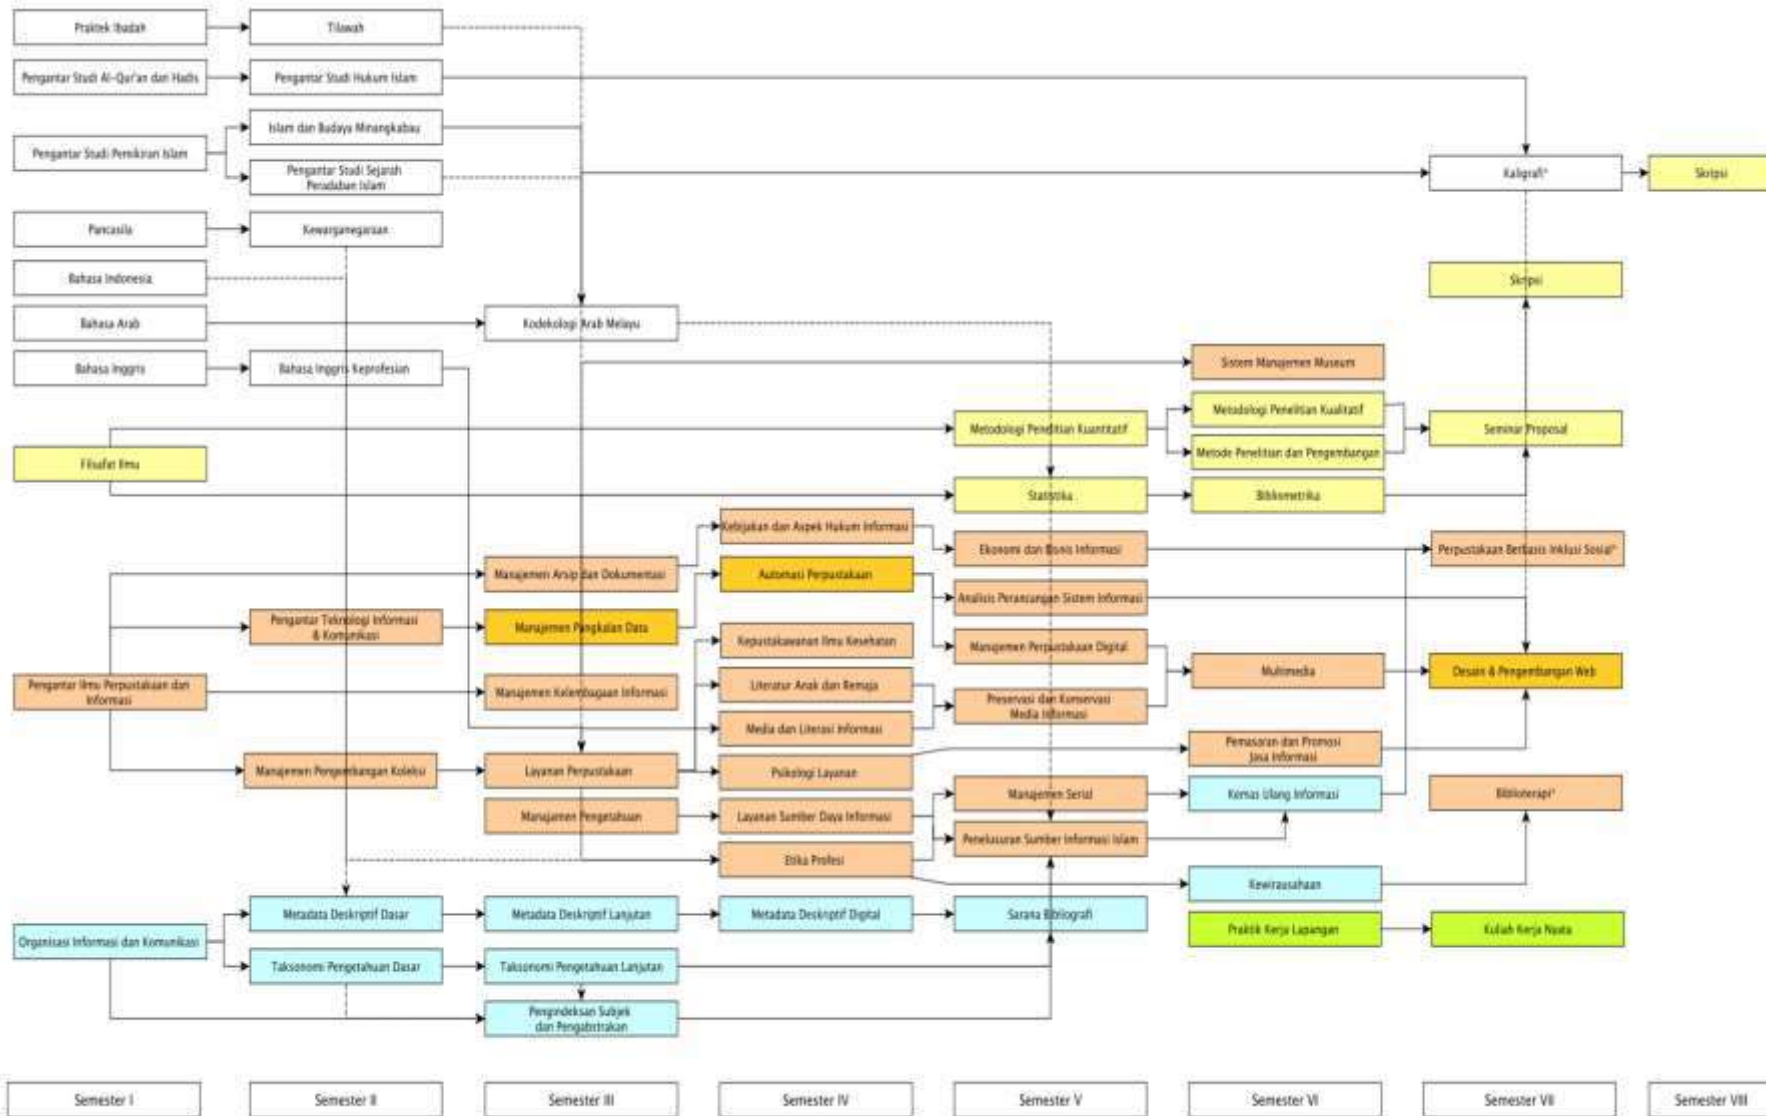 Praktek Ibadah
Tilawah
Pengantar Studi Al-Qur'an dan Hadis
Pengantar Studi Hukum Islam
Islam dan Budaya Minangkabau
Pengantar Studi Pemikiran Islam
Pengantar Studi Sejarah
Peradaban Islam
Kaligrafi*
Skripsi
Pancasila
Kewarganegaraan
Bahasa Indonesia
Skripsi
Bahasa Arab
Kodekologi Arab Melayu
Bahasa Inggris
Bahasa Inggris Keprofesian
Sistem Manajemen Museum
Metodologi Penelitian Kualitatif
Metodologi Penelitian Kuantitatif
Seminar Proposal
Metode Penelitian dan Pengembangan
Filsafat Ilmu
Statistika
Bibliometrika
Kebijakan dan Aspek Hukum Informasi
Ekonomi dan Bisnis Informasi
Perpustakaan Berbasis Inklusi Sosial*
Manajemen Arsip dan Dokumentasi
Automasi Perpustakaan
Analisis Perancangan Sistem Informasi
Pengantar Teknologi Informasi
& Komunikasi
Manajemen Pangkalan Data
Kepustakawanan Ilmu Kesehatan
Manajemen Perpustakaan Digital
Multimedia
Desain & Pengembangan Web
Pengantar Ilmu Perpustakaan dan
Informasi
Manajemen Kelembagaan Informasi
Literatur Anak dan Remaja
Preservasi dan Konservasi
Media Informasi
Media dan Literasi Informasi
Pemasaran dan Promosi
Jasa Informasi
Manajemen Pengembangan Koleksi
Layanan Perpustakaan
Psikologi Layanan
Manajemen Serial
Kemas Ulang Informasi
Biblioterapi*
Manajamen Pengetahuan
Layanan Sumber Daya Informasi
Penelusuran Sumber Informasi Islam
Etika Profesi
Kewirausahaan
Metadata Deskriptif Dasar
Metadata Deskriptif Lanjutan
Metadata Deskriptif Digital
Sarana Bibliografi
Praktik Kerja Lapangan
Kuliah Kerja Nyata
Organisasi Informasi dan Komunikasi
Taksonomi Pengetahuan Dasar
Taksonomi Pengetahuan Lanjutan
Pengindeksan Subjek
dan Pengabstrakan
Semester I
Semester II
Semester III
Semester IV
Semester V
Semester VI
Semester VII
Semester VIII